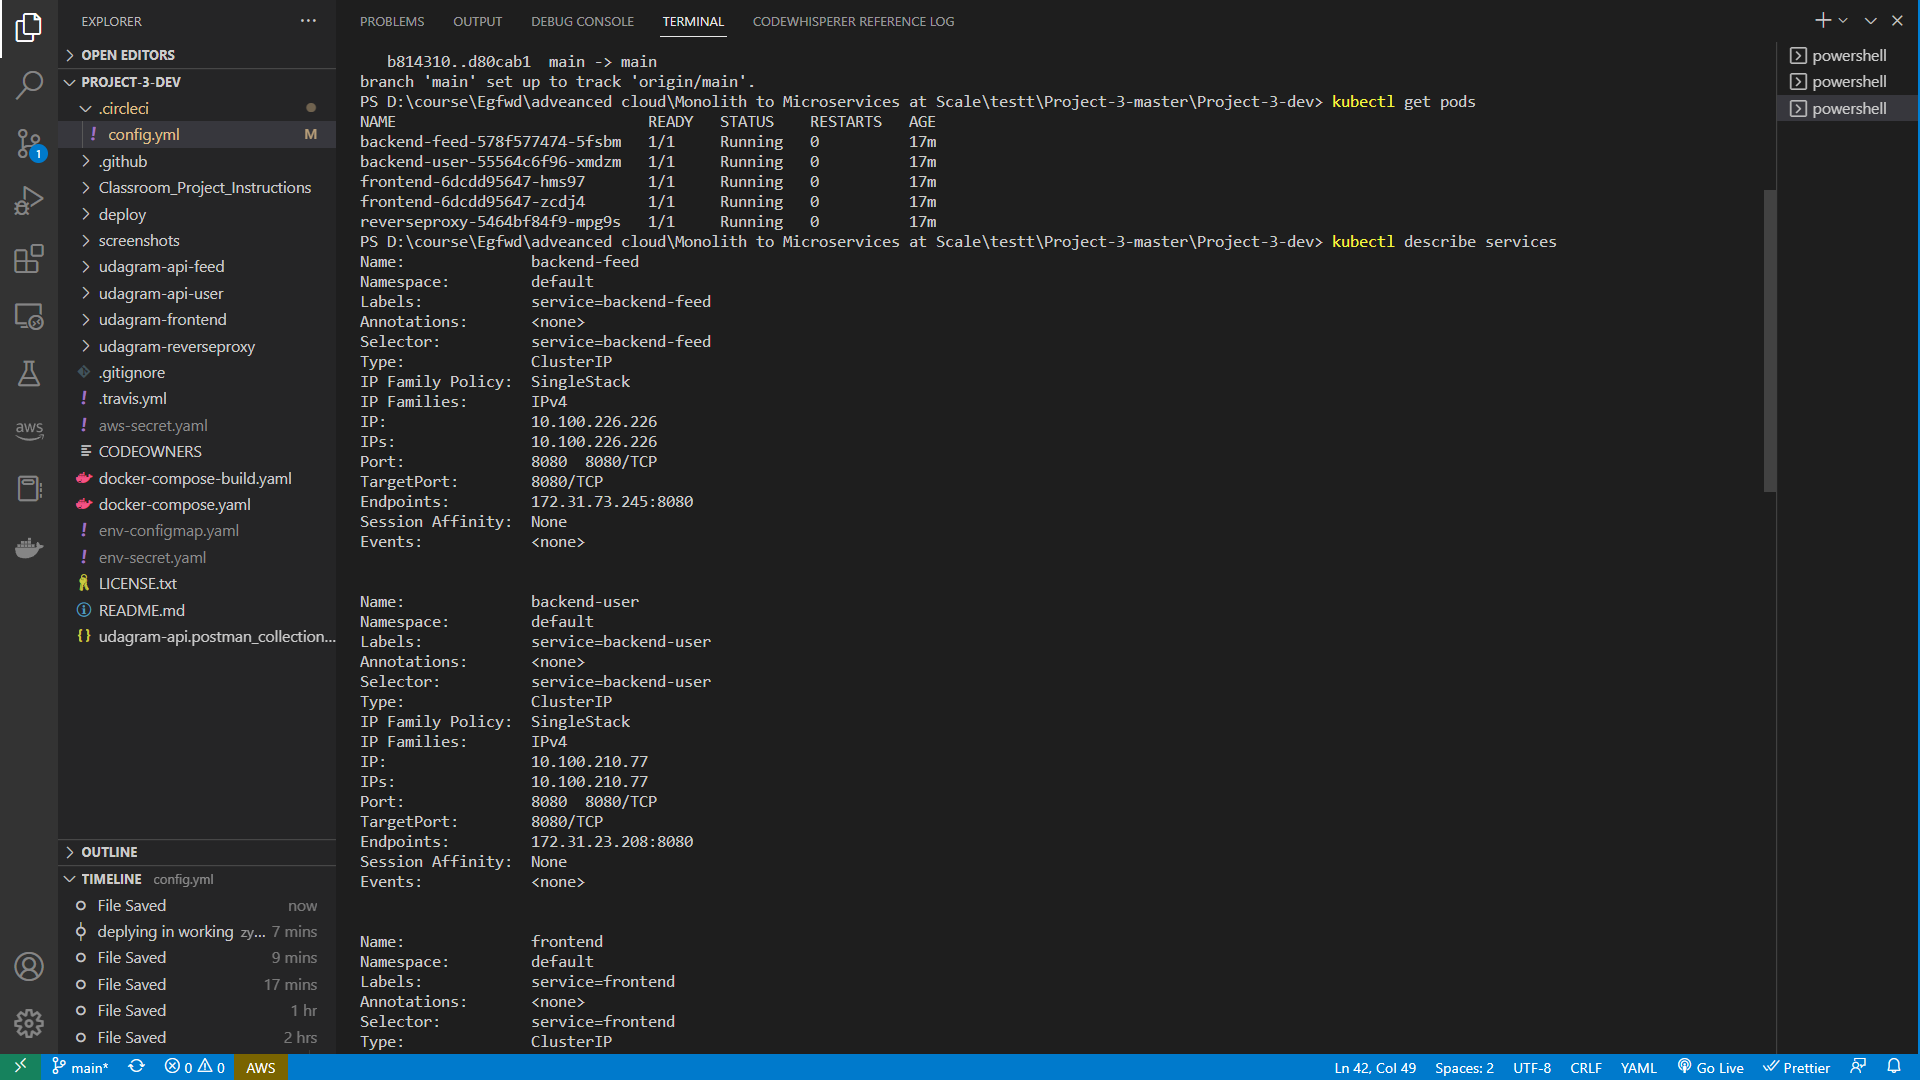 EXPLORER
OPEN EDITORS
PROJECT-3-DEV
.circleci
! config.yml M
.github
Classroom_Project_Instructions
deploy
screenshots
udagram-api-feed
udagram-api-user
udagram-frontend
udagram-reverseproxy
.gitignore
! .travis.yml
! aws-secret.yaml
CODEOWNERS
docker-compose-build.yaml
docker-compose.yaml
! env-configmap.yaml
! env-secret.yaml
LICENSE.txt
README.md
{} udagram-api.postman_collection...
OUTLINE
TIMELINE config.yml
File Saved now
deplying in working zy... 7 mins
File Saved 9 mins
File Saved 17 mins
File Saved 1 hr
File Saved 2 hrs
1
aws
PROBLEMS OUTPUT DEBUG CONSOLE TERMINAL CODEWHISPERER REFERENCE LOG
b814310..d80cab1  main -> main
branch 'main' set up to track 'origin/main'.
PS D:\course\Egfwd\adveanced cloud\Monolith to Microservices at Scale\testt\Project-3-master\Project-3-dev> kubectl get pods
NAME READY STATUS RESTARTS AGE
backend-feed-578f577474-5fsbm 1/1 Running 0 17m
backend-user-55564c6f96-xmdzm 1/1 Running 0 17m
frontend-6dcdd95647-hms97 1/1 Running 0 17m
frontend-6dcdd95647-zcdj4 1/1 Running 0 17m
reverseproxy-5464bf84f9-mpg9s 1/1 Running 0 17m
PS D:\course\Egfwd\adveanced cloud\Monolith to Microservices at Scale\testt\Project-3-master\Project-3-dev> kubectl describe services
Name: backend-feed
Namespace: default
Labels: service=backend-feed
Annotations: <none>
Selector: service=backend-feed
Type: ClusterIP
IP Family Policy: SingleStack
IP Families: IPv4
IP: 10.100.226.226
IPs: 10.100.226.226
Port: 8080 8080/TCP
TargetPort: 8080/TCP
Endpoints: 172.31.73.245:8080
Session Affinity: None
Events: <none>
Name: backend-user
Namespace: default
Labels: service=backend-user
Annotations: <none>
Selector: service=backend-user
Type: ClusterIP
IP Family Policy: SingleStack
IP Families: IPv4
IP: 10.100.210.77
IPs: 10.100.210.77
Port: 8080 8080/TCP
TargetPort: 8080/TCP
Endpoints: 172.31.23.208:8080
Session Affinity: None
Events: <none>
Name: frontend
Namespace: default
Labels: service=frontend
Annotations: <none>
Selector: service=frontend
Type: ClusterIP
powershell
powershell
powershell
main* 0 0 AWS Ln 42, Col 49 Spaces: 2 UTF-8 CRLF YAML Go Live Prettier